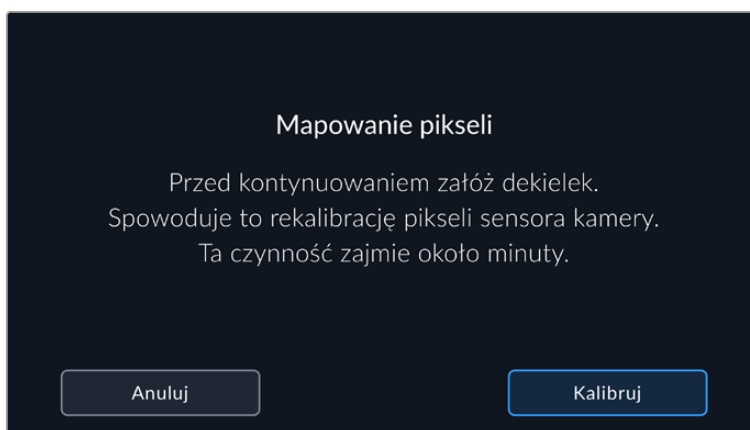 Mapowanie pikseli
Przed kontynuowaniem załóż dekielek.
Spowoduje to rekalibrację pikseli sensora kamery.
Ta czynność zajmie około minuty.
Anuluj
Kalibruj